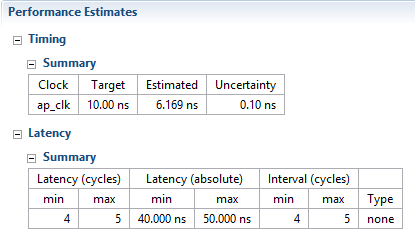 Performance Estimates
Timing
Summary
Clock Target Estimated Uncertainty
ap_clk 10.00 ns 6.169 ns 0.10 ns
Latency
Summary
Latency (cycles) Latency (absolute) Interval (cycles)
min max min max min max Type
4 5 40.000 ns 50.000 ns 4 5 none